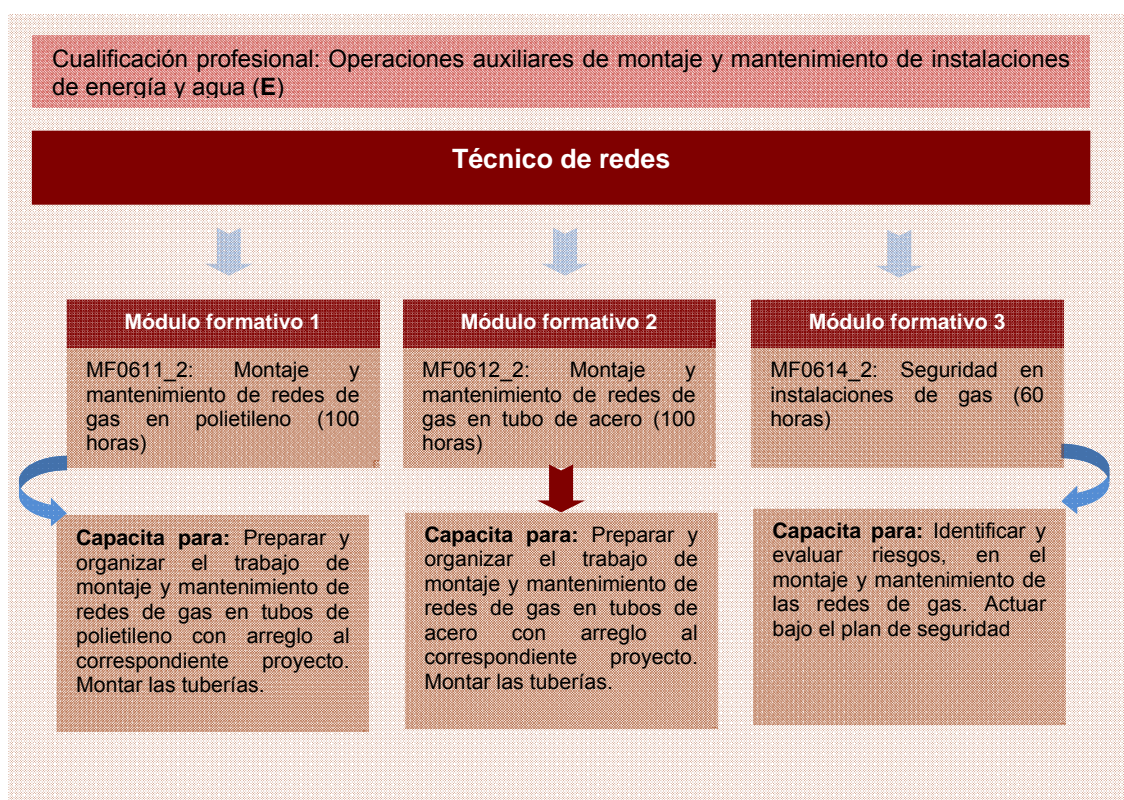 Cualificación profesional: Operaciones auxiliares de montaje y mantenimiento de instalaciones
de energía y agua (E)
Técnico de redes
Módulo formativo 1
MF0611_2: Montaje y
mantenimiento de redes de
gas en polietileno (100
horas)
Capacita para: Preparar y
organizar el trabajo de
montaje y mantenimiento de
redes de gas en tubos de
polietileno con arreglo al
correspondiente proyecto.
Montar las tuberías.
Módulo formativo 2
MF0612_2: Montaje y
mantenimiento de redes de
gas en tubo de acero (100
horas)
Capacita para: Preparar y
organizar el trabajo de
montaje y mantenimiento de
redes de gas en tubos de
acero con arreglo al
correspondiente proyecto.
Montar las tuberías.
Módulo formativo 3
MF0614_2: Seguridad en
instalaciones de gas (60
horas)
Capacita para: Identificar y
evaluar riesgos, en el
montaje y mantenimiento de
las redes de gas. Actuar
bajo el plan de seguridad